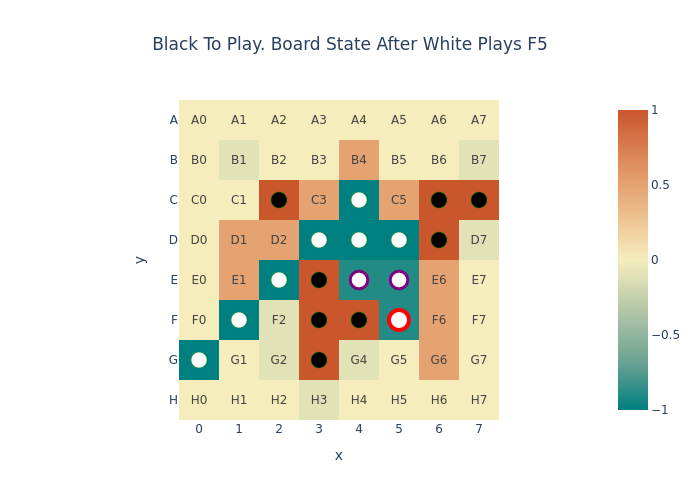 Black To Play. Board State After White Plays F5
A A0 A1 A2 A3 A4 A5 A6 A7
B B0 B1 B2 B3 B4 B5 B6 B7
C C0 C1 C3 C5
D D0 D1 D2 D7
E E0 E1 E6 E7
F F0 F2 F6 F7
G G1 G2 G4 G5 G6 G7
H H0 H1 H2 H3 H4 H5 H6 H7
0 1 2 3 4 5 6 7
x
y
1
0.5
0
−0.5
−1